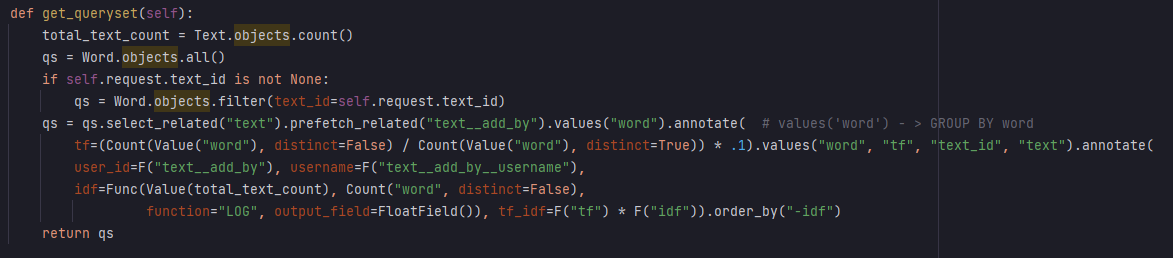 def get_queryset(self):
    total_text_count = Text.objects.count()
    qs = Word.objects.all()
    if self.request.text_id is not None:
        qs = Word.objects.filter(text_id=self.request.text_id)
    qs = qs.select_related("text").prefetch_related("text__add_by").values("word").annotate(  # values('word') - > GROUP BY word
        tf=(Count(Value("word"), distinct=False) / Count(Value("word"), distinct=True)) * .1).values("word", "tf", "text_id", "text").annotate(
        user_id=F("text__add_by"), username=F("text__add_by__username"),
        idf=Func(Value(total_text_count), Count("word", distinct=False),
                 function="LOG", output_field=FloatField()), tf_idf=F("tf") * F("idf")).order_by("-idf")
    return qs